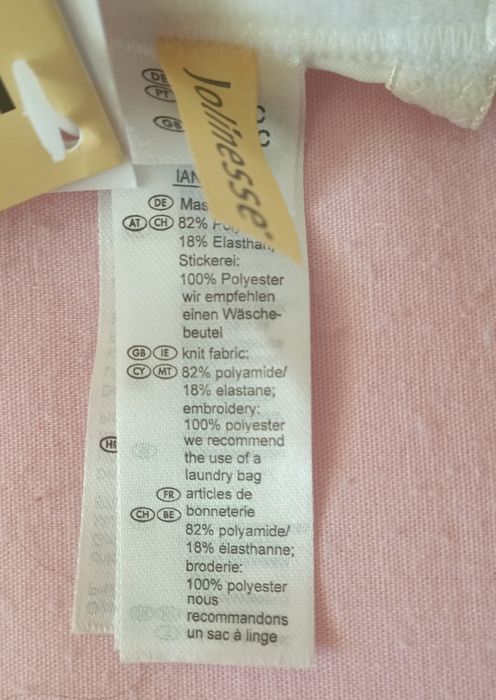 DE
PT
GB
Jolinesse
IAN
DE Mas
AT CH 82%
18% Elasthan;
Stickerei:
100% Polyester
wir empfehlen
einen Wäsche-
beutel
GB IE knit fabric:
CY MT 82% polyamide/
18% elastane;
embroidery:
100% polyester
we recommend
the use of a
laundry bag
FR articles de
CH BE bonneterie
82% polyamide/
18% élasthanne;
broderie:
100% polyester
nous
recommandons
un sac à linge